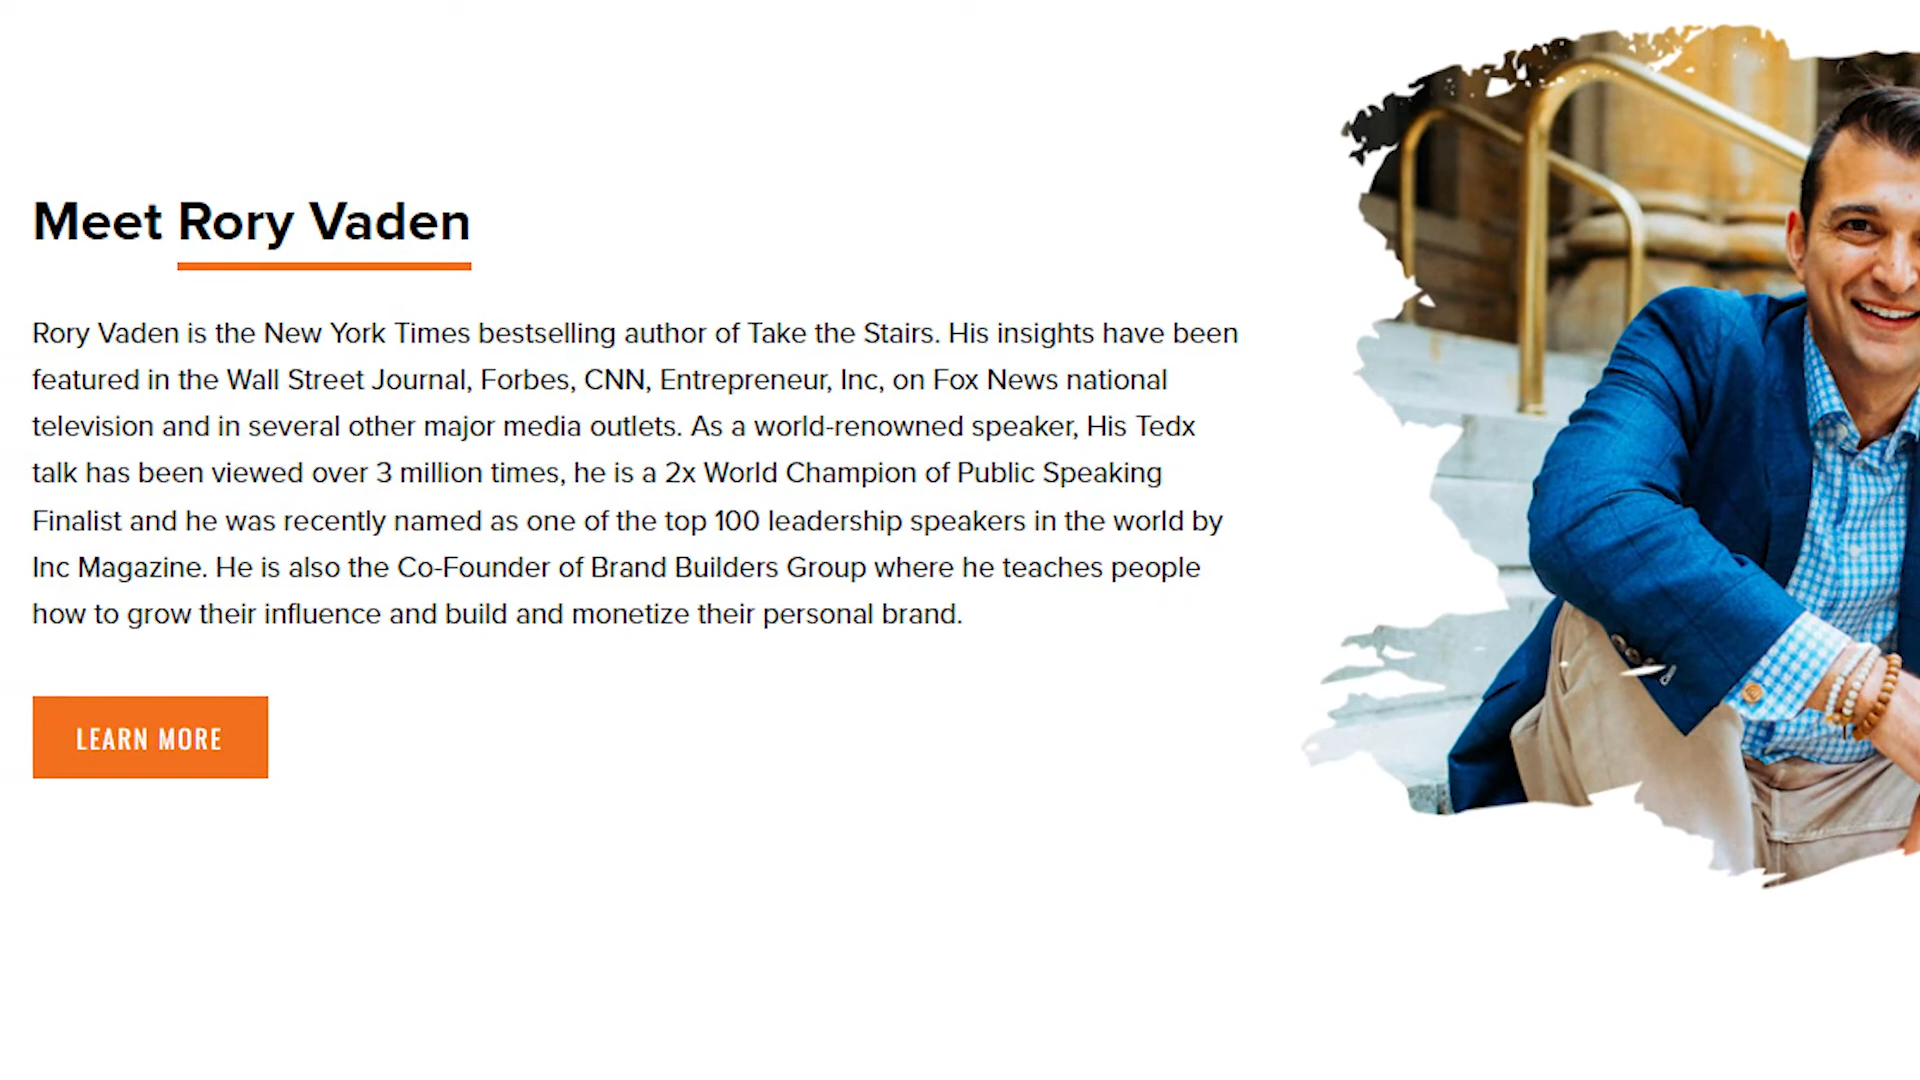 Meet Rory Vaden
Rory Vaden is the New York Times bestselling author of Take the Stairs. His insights have been
featured in the Wall Street Journal, Forbes, CNN, Entrepreneur, Inc, on Fox News national
television and in several other major media outlets. As a world-renowned speaker, His Tedx
talk has been viewed over 3 million times, he is a 2x World Champion of Public Speaking
Finalist and he was recently named as one of the top 100 leadership speakers in the world by
Inc Magazine. He is also the Co-Founder of Brand Builders Group where he teaches people
how to grow their influence and build and monetize their personal brand.
LEARN MORE